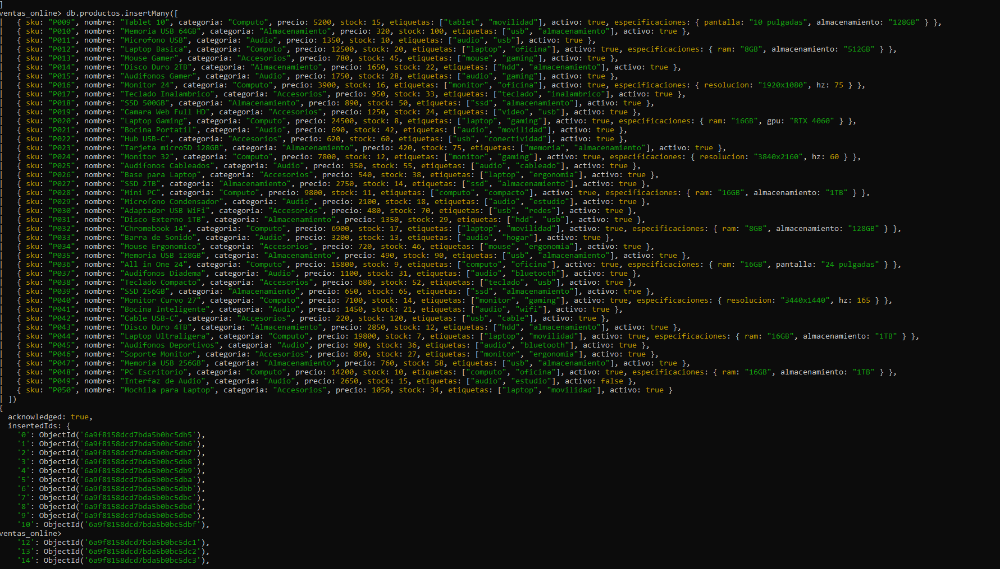 ]
ventas_online> db.productos.insertMany([
|   { sku: "P009", nombre: "Tablet 10", categoria: "Computo", precio: 5200, stock: 15, etiquetas: ["tablet", "movilidad"], activo: true, especificaciones: { pantalla: "10 pulgadas", almacenamiento: "128GB" } },
|   { sku: "P010", nombre: "Memoria USB 64GB", categoria: "Almacenamiento", precio: 320, stock: 100, etiquetas: ["usb", "almacenamiento"], activo: true },
|   { sku: "P011", nombre: "Microfono USB", categoria: "Audio", precio: 1350, stock: 10, etiquetas: ["audio", "usb"], activo: true },
|   { sku: "P012", nombre: "Laptop Basica", categoria: "Computo", precio: 12500, stock: 20, etiquetas: ["laptop", "oficina"], activo: true, especificaciones: { ram: "8GB", almacenamiento: "512GB" } },
|   { sku: "P013", nombre: "Mouse Gamer", categoria: "Accesorios", precio: 780, stock: 45, etiquetas: ["mouse", "gaming"], activo: true },
|   { sku: "P014", nombre: "Disco Duro 2TB", categoria: "Almacenamiento", precio: 1650, stock: 22, etiquetas: ["hdd", "almacenamiento"], activo: true },
|   { sku: "P015", nombre: "Audifonos Gamer", categoria: "Audio", precio: 1750, stock: 28, etiquetas: ["audio", "gaming"], activo: true },
|   { sku: "P016", nombre: "Monitor 24", categoria: "Computo", precio: 3900, stock: 16, etiquetas: ["monitor", "oficina"], activo: true, especificaciones: { resolucion: "1920x1080", hz: 75 } },
|   { sku: "P017", nombre: "Teclado Inalambrico", categoria: "Accesorios", precio: 950, stock: 33, etiquetas: ["teclado", "inalambrico"], activo: true },
|   { sku: "P018", nombre: "SSD 500GB", categoria: "Almacenamiento", precio: 890, stock: 50, etiquetas: ["ssd", "almacenamiento"], activo: true },
|   { sku: "P019", nombre: "Camara Web Full HD", categoria: "Accesorios", precio: 1250, stock: 24, etiquetas: ["video", "usb"], activo: true },
|   { sku: "P020", nombre: "Laptop Gaming", categoria: "Computo", precio: 24500, stock: 8, etiquetas: ["laptop", "gaming"], activo: true, especificaciones: { ram: "16GB", gpu: "RTX 4060" } },
|   { sku: "P021", nombre: "Bocina Portatil", categoria: "Audio", precio: 690, stock: 42, etiquetas: ["audio", "movilidad"], activo: true },
|   { sku: "P022", nombre: "Hub USB-C", categoria: "Accesorios", precio: 620, stock: 60, etiquetas: ["usb", "conectividad"], activo: true },
|   { sku: "P023", nombre: "Tarjeta microSD 128GB", categoria: "Almacenamiento", precio: 420, stock: 75, etiquetas: ["memoria", "almacenamiento"], activo: true },
|   { sku: "P024", nombre: "Monitor 32", categoria: "Computo", precio: 7800, stock: 12, etiquetas: ["monitor", "gaming"], activo: true, especificaciones: { resolucion: "3840x2160", hz: 60 } },
|   { sku: "P025", nombre: "Audifonos Cableados", categoria: "Audio", precio: 350, stock: 55, etiquetas: ["audio", "cableado"], activo: true },
|   { sku: "P026", nombre: "Base para Laptop", categoria: "Accesorios", precio: 540, stock: 38, etiquetas: ["laptop", "ergonomia"], activo: true },
|   { sku: "P027", nombre: "SSD 2TB", categoria: "Almacenamiento", precio: 2750, stock: 14, etiquetas: ["ssd", "almacenamiento"], activo: true },
|   { sku: "P028", nombre: "Mini PC", categoria: "Computo", precio: 9800, stock: 11, etiquetas: ["computo", "compacto"], activo: true, especificaciones: { ram: "16GB", almacenamiento: "1TB" } },
|   { sku: "P029", nombre: "Microfono Condensador", categoria: "Audio", precio: 2100, stock: 18, etiquetas: ["audio", "estudio"], activo: true },
|   { sku: "P030", nombre: "Adaptador USB WiFi", categoria: "Accesorios", precio: 480, stock: 70, etiquetas: ["usb", "redes"], activo: true },
|   { sku: "P031", nombre: "Disco Externo 1TB", categoria: "Almacenamiento", precio: 1350, stock: 29, etiquetas: ["hdd", "usb"], activo: true },
|   { sku: "P032", nombre: "Chromebook 14", categoria: "Computo", precio: 6900, stock: 17, etiquetas: ["laptop", "movilidad"], activo: true, especificaciones: { ram: "8GB", almacenamiento: "128GB" } },
|   { sku: "P033", nombre: "Barra de Sonido", categoria: "Audio", precio: 3200, stock: 13, etiquetas: ["audio", "hogar"], activo: true },
|   { sku: "P034", nombre: "Mouse Ergonomico", categoria: "Accesorios", precio: 720, stock: 46, etiquetas: ["mouse", "ergonomia"], activo: true },
|   { sku: "P035", nombre: "Memoria USB 128GB", categoria: "Almacenamiento", precio: 490, stock: 90, etiquetas: ["usb", "almacenamiento"], activo: true },
|   { sku: "P036", nombre: "All in One 24", categoria: "Computo", precio: 15800, stock: 9, etiquetas: ["computo", "oficina"], activo: true, especificaciones: { ram: "16GB", pantalla: "24 pulgadas" } },
|   { sku: "P037", nombre: "Audifonos Diadema", categoria: "Audio", precio: 1100, stock: 31, etiquetas: ["audio", "bluetooth"], activo: true },
|   { sku: "P038", nombre: "Teclado Compacto", categoria: "Accesorios", precio: 680, stock: 52, etiquetas: ["teclado", "usb"], activo: true },
|   { sku: "P039", nombre: "SSD 256GB", categoria: "Almacenamiento", precio: 650, stock: 65, etiquetas: ["ssd", "almacenamiento"], activo: true },
|   { sku: "P040", nombre: "Monitor Curvo 27", categoria: "Computo", precio: 7100, stock: 14, etiquetas: ["monitor", "gaming"], activo: true, especificaciones: { resolucion: "3440x1440", hz: 165 } },
|   { sku: "P041", nombre: "Bocina Inteligente", categoria: "Audio", precio: 1450, stock: 21, etiquetas: ["audio", "wifi"], activo: true },
|   { sku: "P042", nombre: "Cable USB-C", categoria: "Accesorios", precio: 220, stock: 120, etiquetas: ["usb", "cable"], activo: true },
|   { sku: "P043", nombre: "Disco Duro 4TB", categoria: "Almacenamiento", precio: 2850, stock: 12, etiquetas: ["hdd", "almacenamiento"], activo: true },
|   { sku: "P044", nombre: "Laptop Ultraligera", categoria: "Computo", precio: 19800, stock: 7, etiquetas: ["laptop", "movilidad"], activo: true, especificaciones: { ram: "16GB", almacenamiento: "1TB" } },
|   { sku: "P045", nombre: "Audifonos Deportivos", categoria: "Audio", precio: 980, stock: 36, etiquetas: ["audio", "bluetooth"], activo: true },
|   { sku: "P046", nombre: "Soporte Monitor", categoria: "Accesorios", precio: 850, stock: 27, etiquetas: ["monitor", "ergonomia"], activo: true },
|   { sku: "P047", nombre: "Memoria USB 256GB", categoria: "Almacenamiento", precio: 760, stock: 58, etiquetas: ["usb", "almacenamiento"], activo: true },
|   { sku: "P048", nombre: "PC Escritorio", categoria: "Computo", precio: 14200, stock: 10, etiquetas: ["computo", "oficina"], activo: true, especificaciones: { ram: "16GB", almacenamiento: "1TB" } },
|   { sku: "P049", nombre: "Interfaz de Audio", categoria: "Audio", precio: 2650, stock: 15, etiquetas: ["audio", "estudio"], activo: false },
|   { sku: "P050", nombre: "Mochila para Laptop", categoria: "Accesorios", precio: 1050, stock: 34, etiquetas: ["laptop", "movilidad"], activo: true }
| ])
{
  acknowledged: true,
  insertedIds: {
    '0': ObjectId('6a9f8158dcd7bda5b0bc5db5'),
    '1': ObjectId('6a9f8158dcd7bda5b0bc5db6'),
    '2': ObjectId('6a9f8158dcd7bda5b0bc5db7'),
    '3': ObjectId('6a9f8158dcd7bda5b0bc5db8'),
    '4': ObjectId('6a9f8158dcd7bda5b0bc5db9'),
    '5': ObjectId('6a9f8158dcd7bda5b0bc5dba'),
    '6': ObjectId('6a9f8158dcd7bda5b0bc5dbb'),
    '7': ObjectId('6a9f8158dcd7bda5b0bc5dbc'),
    '8': ObjectId('6a9f8158dcd7bda5b0bc5dbd'),
    '9': ObjectId('6a9f8158dcd7bda5b0bc5dbe'),
    '10': ObjectId('6a9f8158dcd7bda5b0bc5dbf'),
ventas_online>
    '12': ObjectId('6a9f8158dcd7bda5b0bc5dc1'),
    '13': ObjectId('6a9f8158dcd7bda5b0bc5dc2'),
    '14': ObjectId('6a9f8158dcd7bda5b0bc5dc3'),